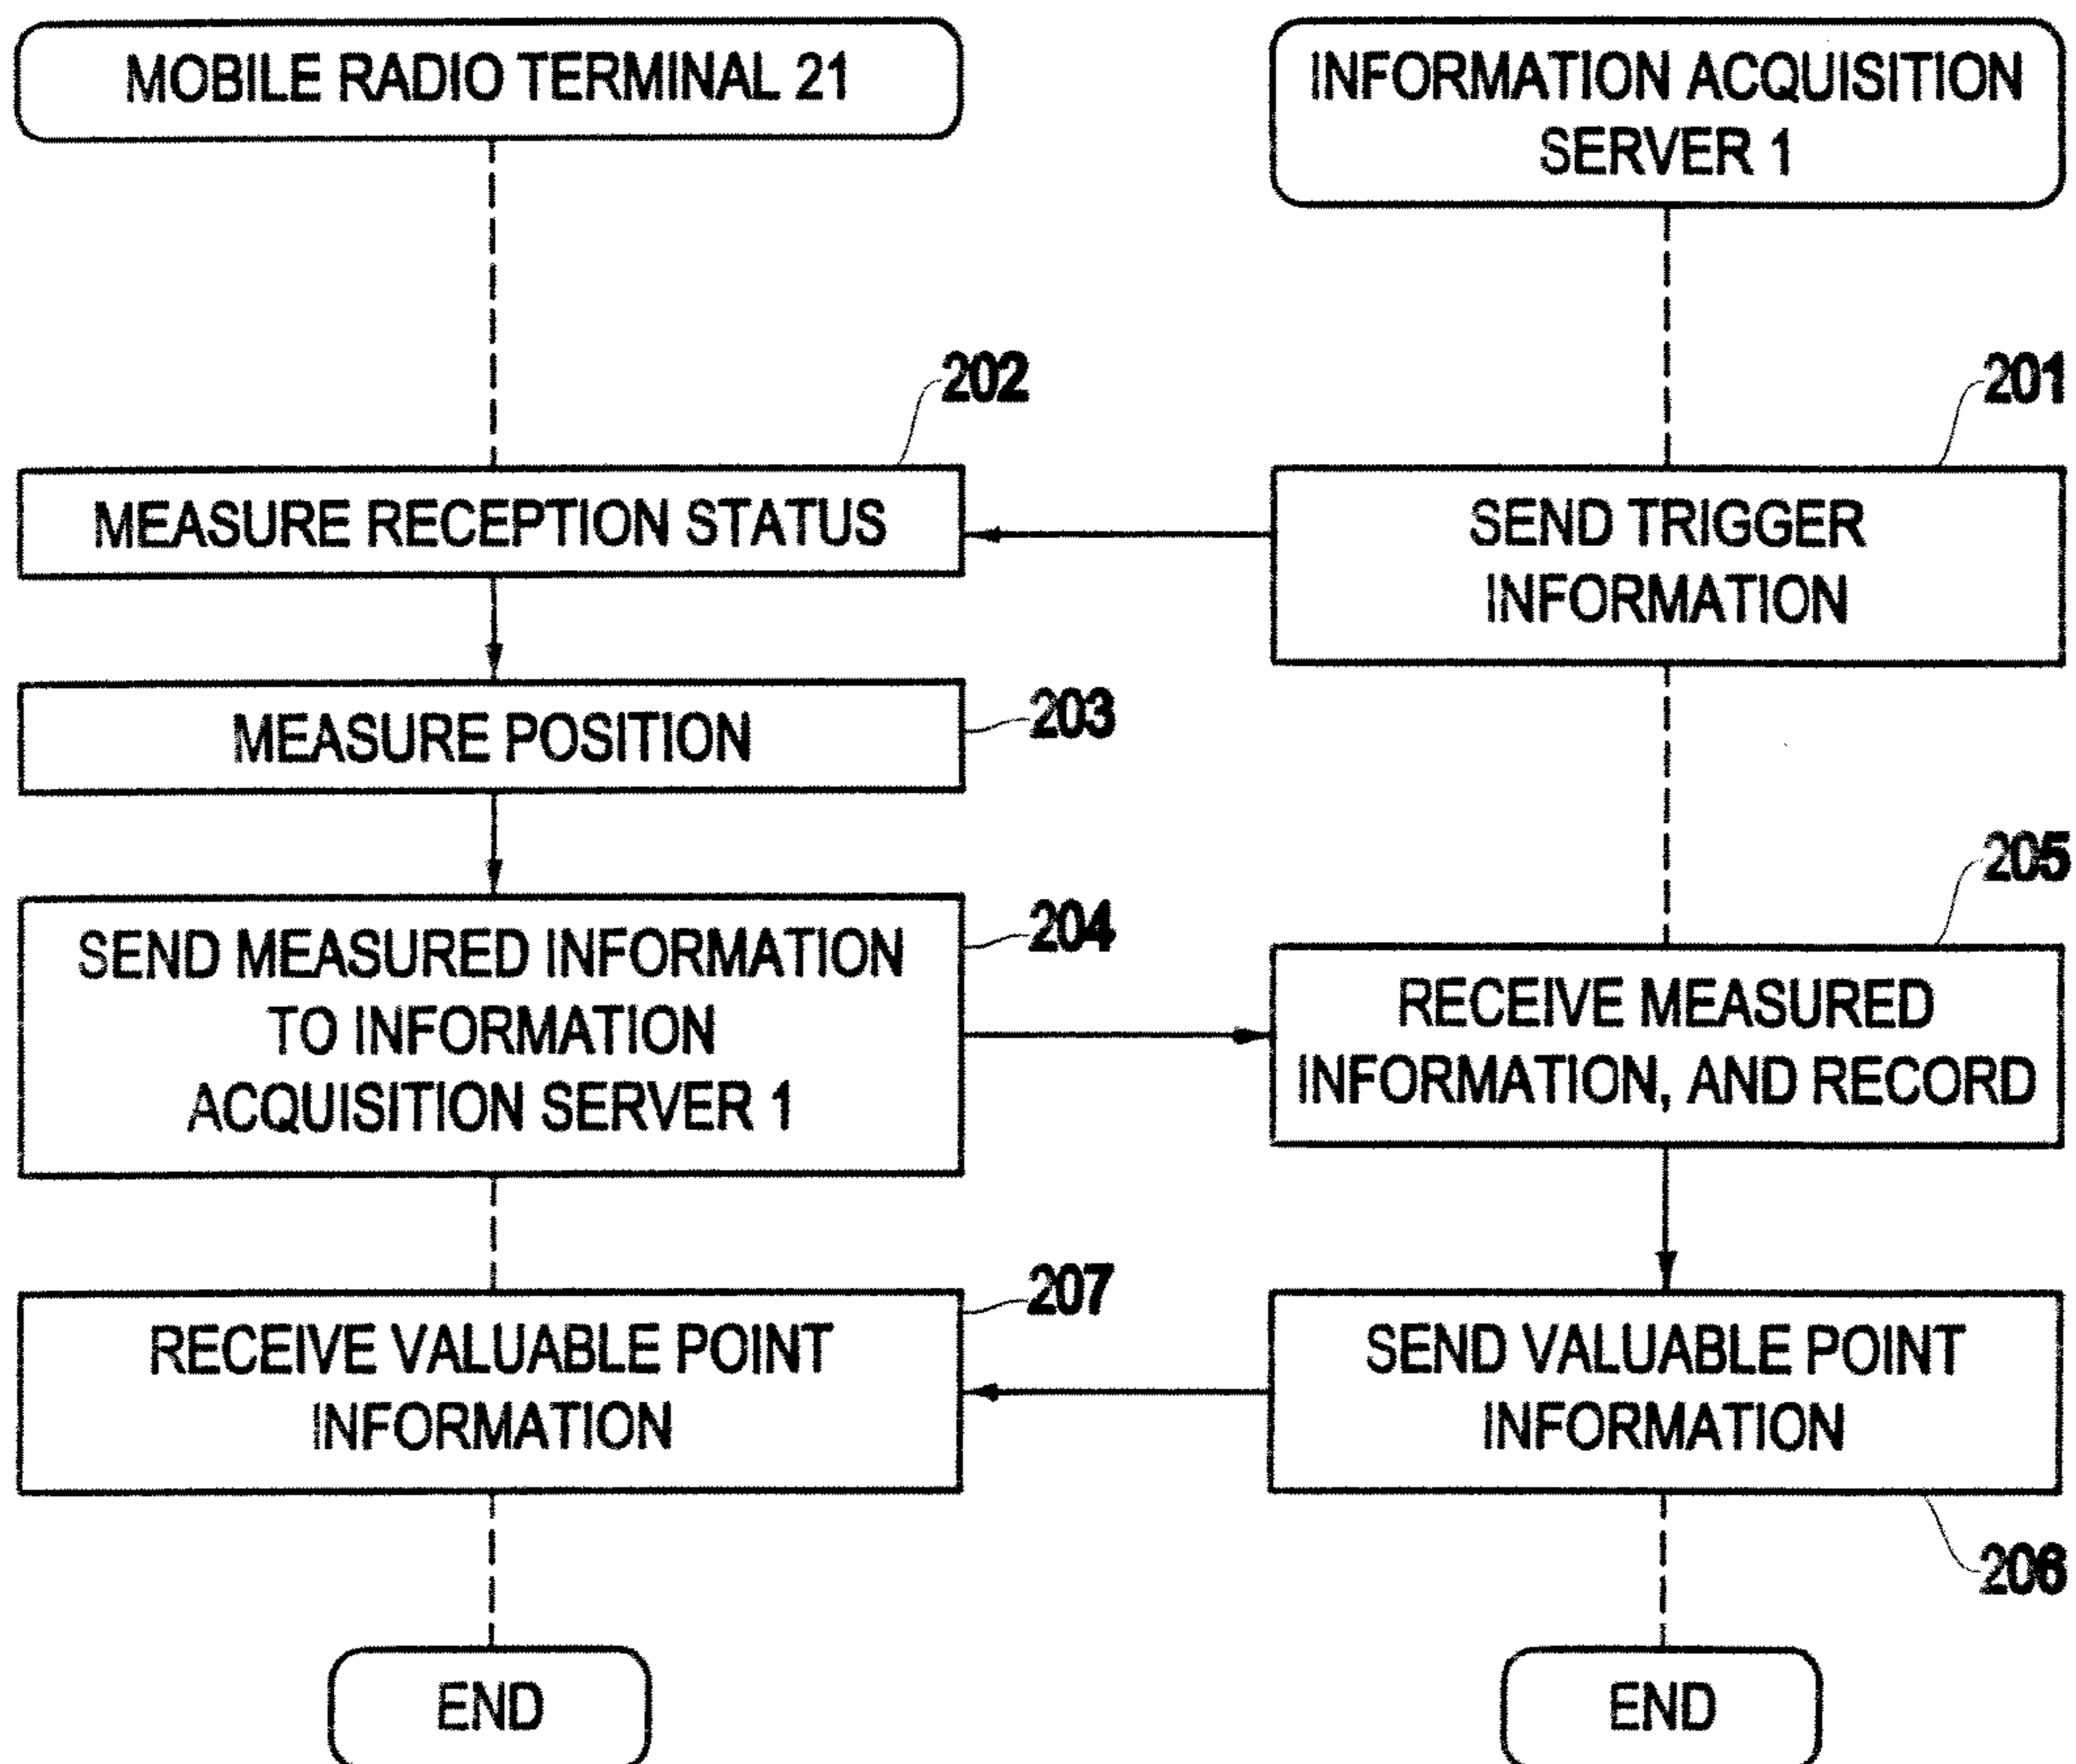 MOBILE RADIO TERMINAL 21
INFORMATION ACQUISITION
SERVER 1
202
201
MEASURE RECEPTION STATUS
SEND TRIGGER
INFORMATION
MEASURE POSITION
203
205
SEND MEASURED INFORMATION
TO INFORMATION
ACQUISITION SERVER 1
204
RECEIVE MEASURED
INFORMATION, AND RECORD
207
RECEIVE VALUABLE POINT
INFORMATION
SEND VALUABLE POINT
INFORMATION
206
END
END